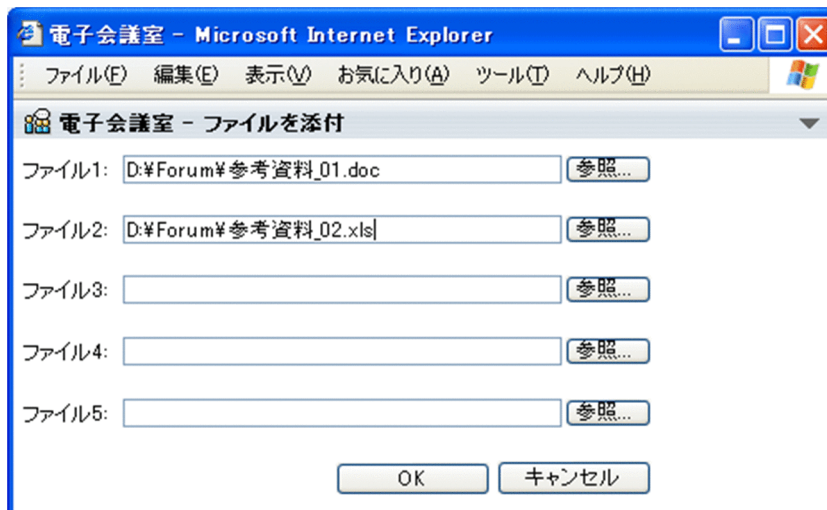 電子会議室 - Microsoft Internet Explorer
ファイル(F) 編集(E) 表示(V) お気に入り(A) ツール(T) ヘルプ(H)
電子会議室 - ファイルを添付
ファイル1: D:¥Forum¥参考資料_01.doc 参照...
ファイル2: D:¥Forum¥参考資料_02.xls 参照...
ファイル3: 参照...
ファイル4: 参照...
ファイル5: 参照...
OK キャンセル